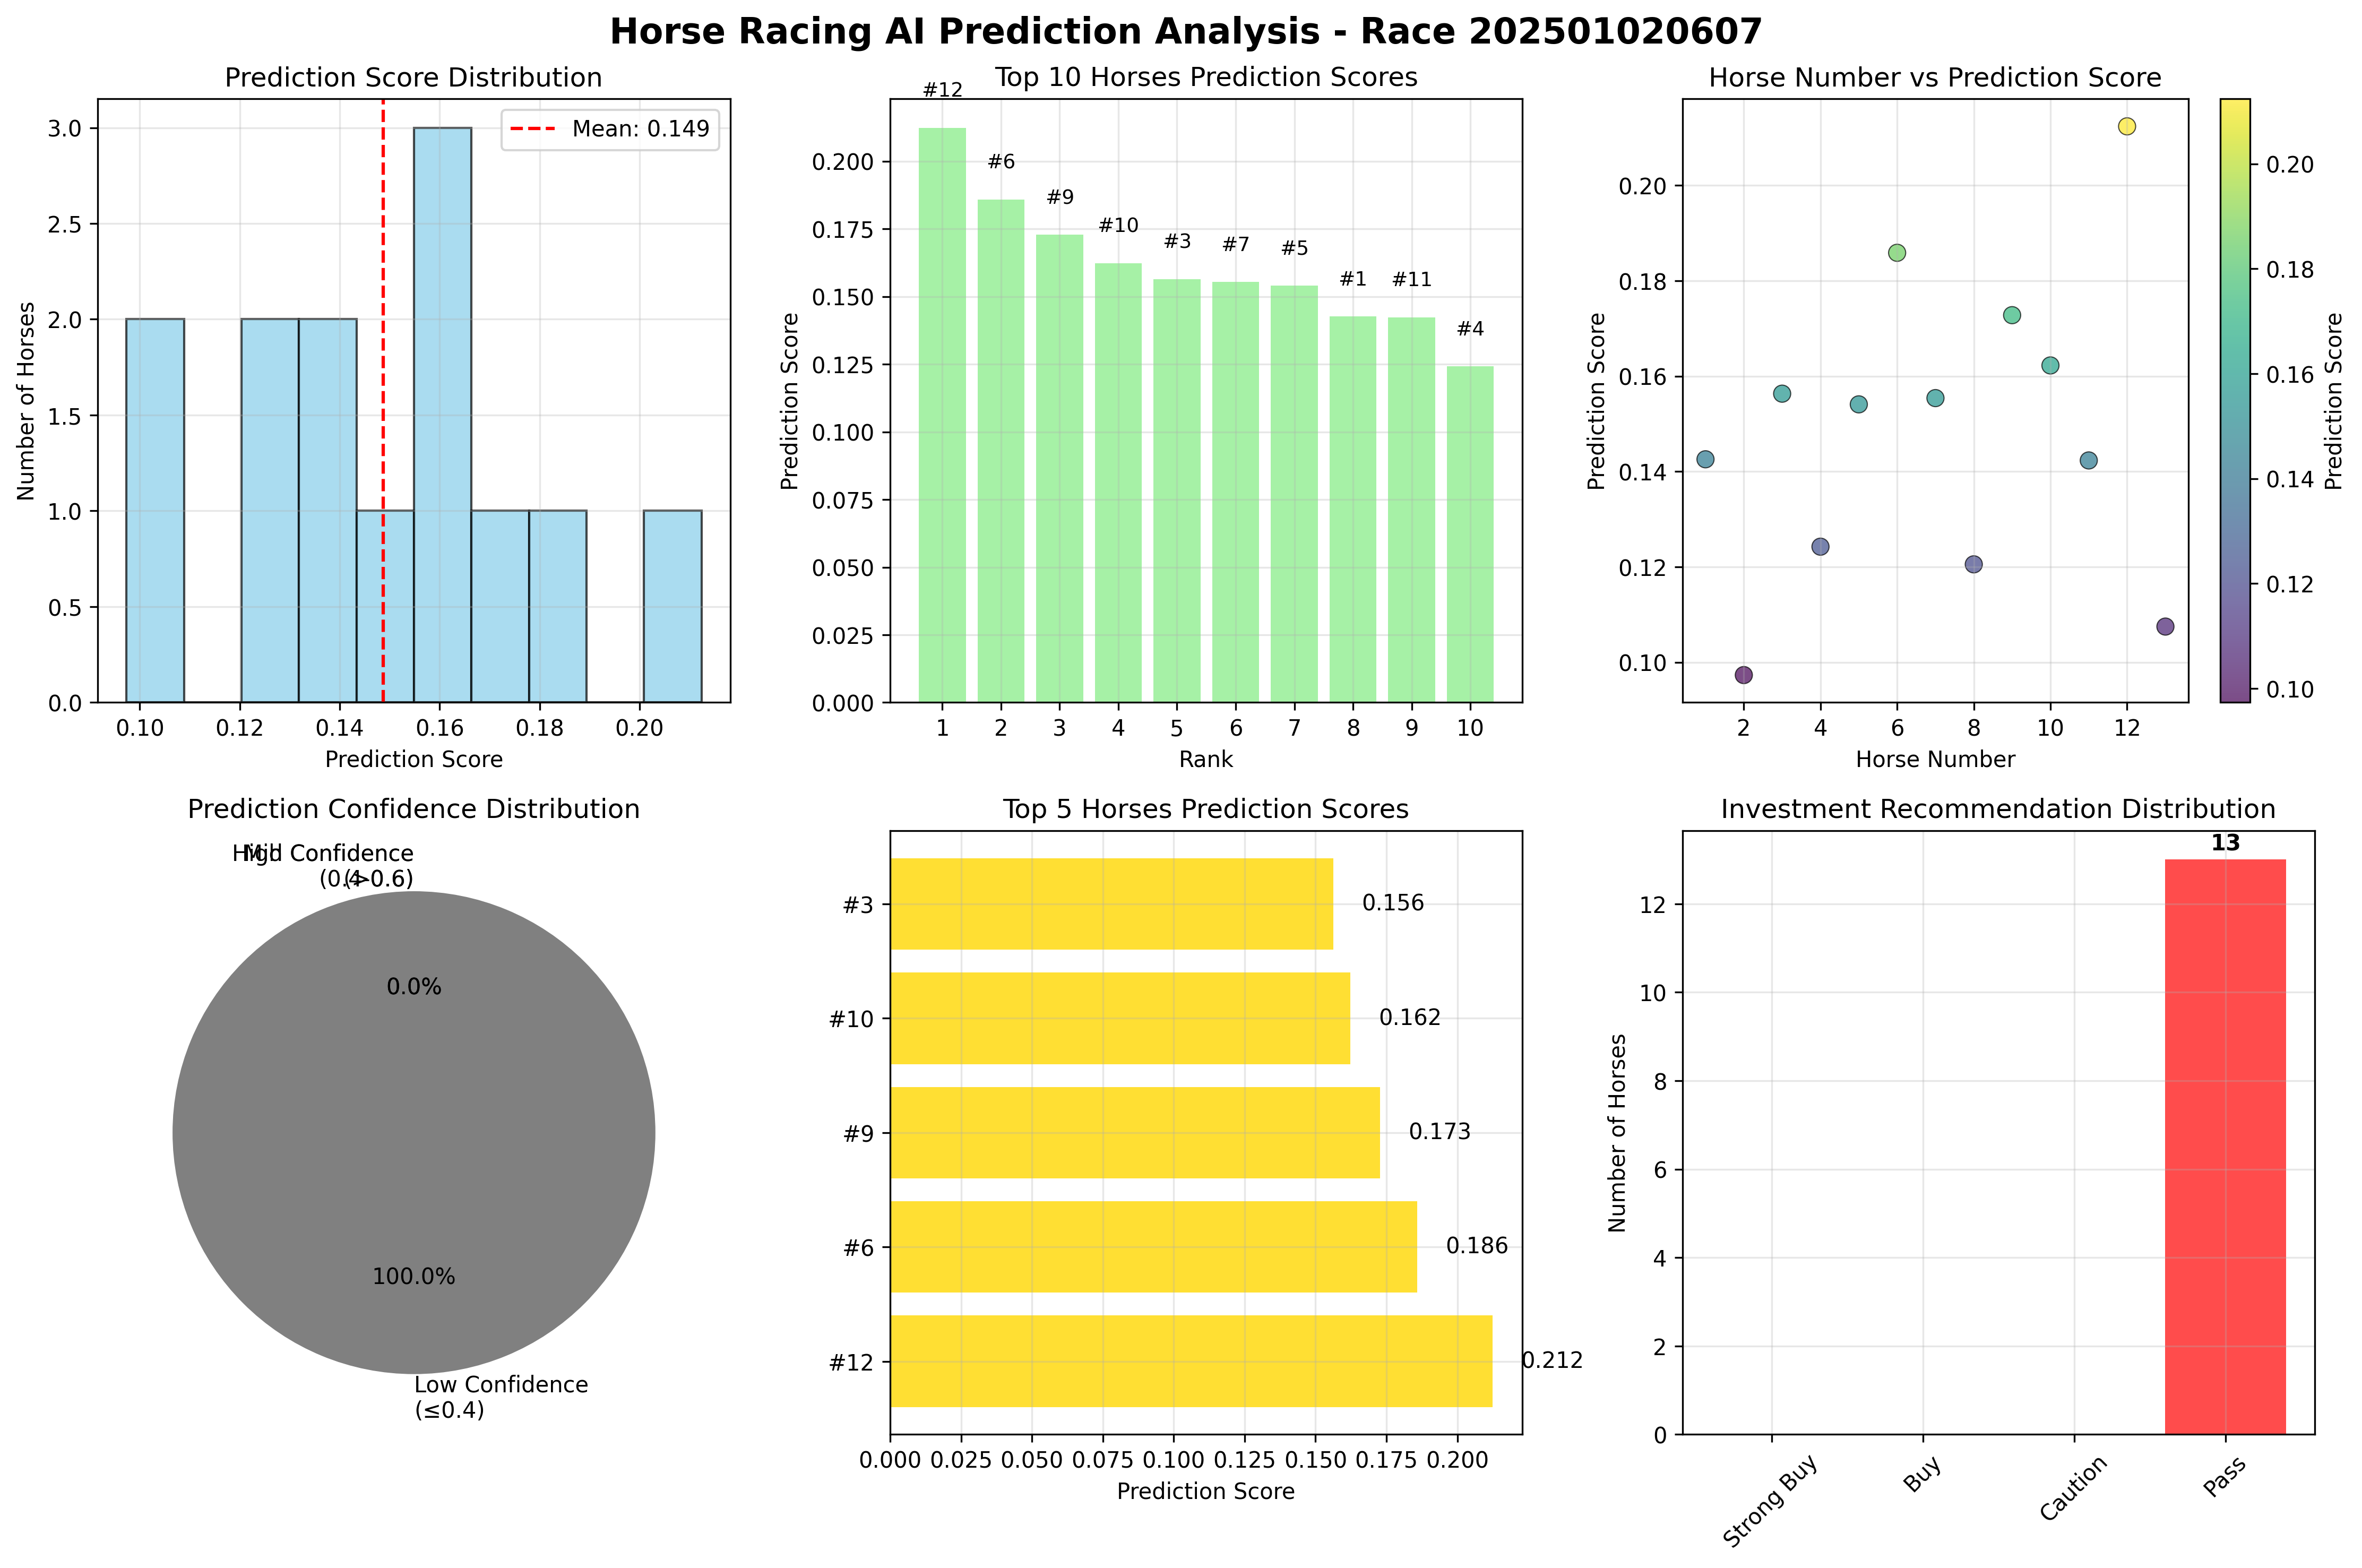 Horse Racing AI Prediction Analysis - Race 202501020607
Prediction Score Distribution
Mean: 0.149
3.0
2.5
2.0
1.5
1.0
0.5
0.0
Number of Horses
0.10 0.12 0.14 0.16 0.18 0.20
Prediction Score
Top 10 Horses Prediction Scores
#12
#6
#9
#10
#3
#7
#5
#1
#11
#4
0.200
0.175
0.150
0.125
0.100
0.075
0.050
0.025
0.000
Prediction Score
1 2 3 4 5 6 7 8 9 10
Rank
Horse Number vs Prediction Score
0.20
0.18
0.16
0.14
0.12
0.10
Prediction Score
2 4 6 8 10 12
Horse Number
0.20
0.18
0.16
0.14
0.12
0.10
Prediction Score
Prediction Confidence Distribution
High Confidence
(>0.6)
0.0%
100.0%
Low Confidence
(≤0.4)
Top 5 Horses Prediction Scores
#3
0.156
#10
0.162
#9
0.173
#6
0.186
#12
0.212
0.000 0.025 0.050 0.075 0.100 0.125 0.150 0.175 0.200
Prediction Score
Investment Recommendation Distribution
13
12
10
8
6
4
2
0
Number of Horses
Strong Buy
Buy
Caution
Pass